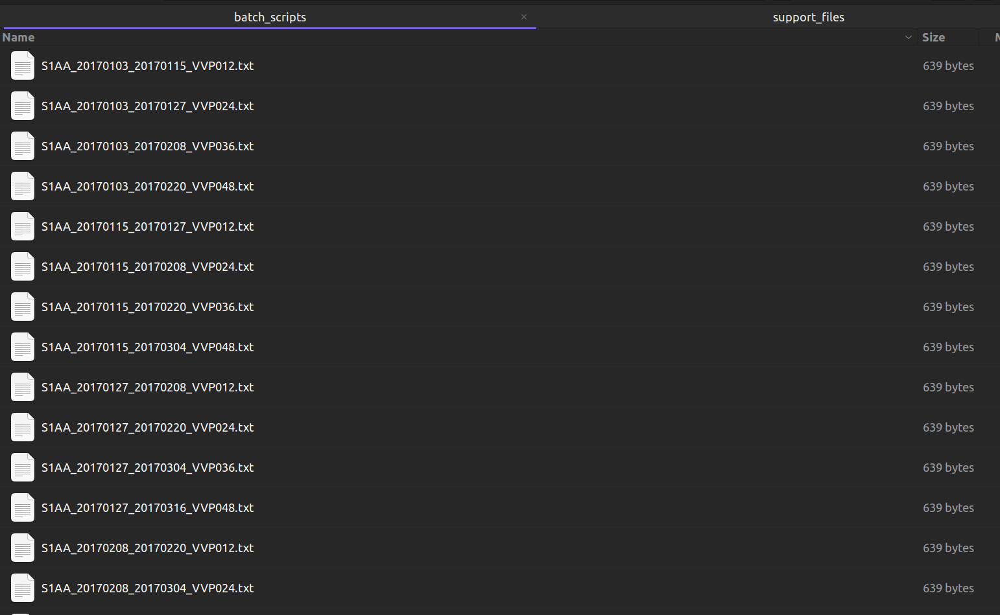 batch_scripts × support_files
Name Size
S1AA_20170103_20170115_VVP012.txt 639 bytes
S1AA_20170103_20170127_VVP024.txt 639 bytes
S1AA_20170103_20170208_VVP036.txt 639 bytes
S1AA_20170103_20170220_VVP048.txt 639 bytes
S1AA_20170115_20170127_VVP012.txt 639 bytes
S1AA_20170115_20170208_VVP024.txt 639 bytes
S1AA_20170115_20170220_VVP036.txt 639 bytes
S1AA_20170115_20170304_VVP048.txt 639 bytes
S1AA_20170127_20170208_VVP012.txt 639 bytes
S1AA_20170127_20170220_VVP024.txt 639 bytes
S1AA_20170127_20170304_VVP036.txt 639 bytes
S1AA_20170127_20170316_VVP048.txt 639 bytes
S1AA_20170208_20170220_VVP012.txt 639 bytes
S1AA_20170208_20170304_VVP024.txt 639 bytes